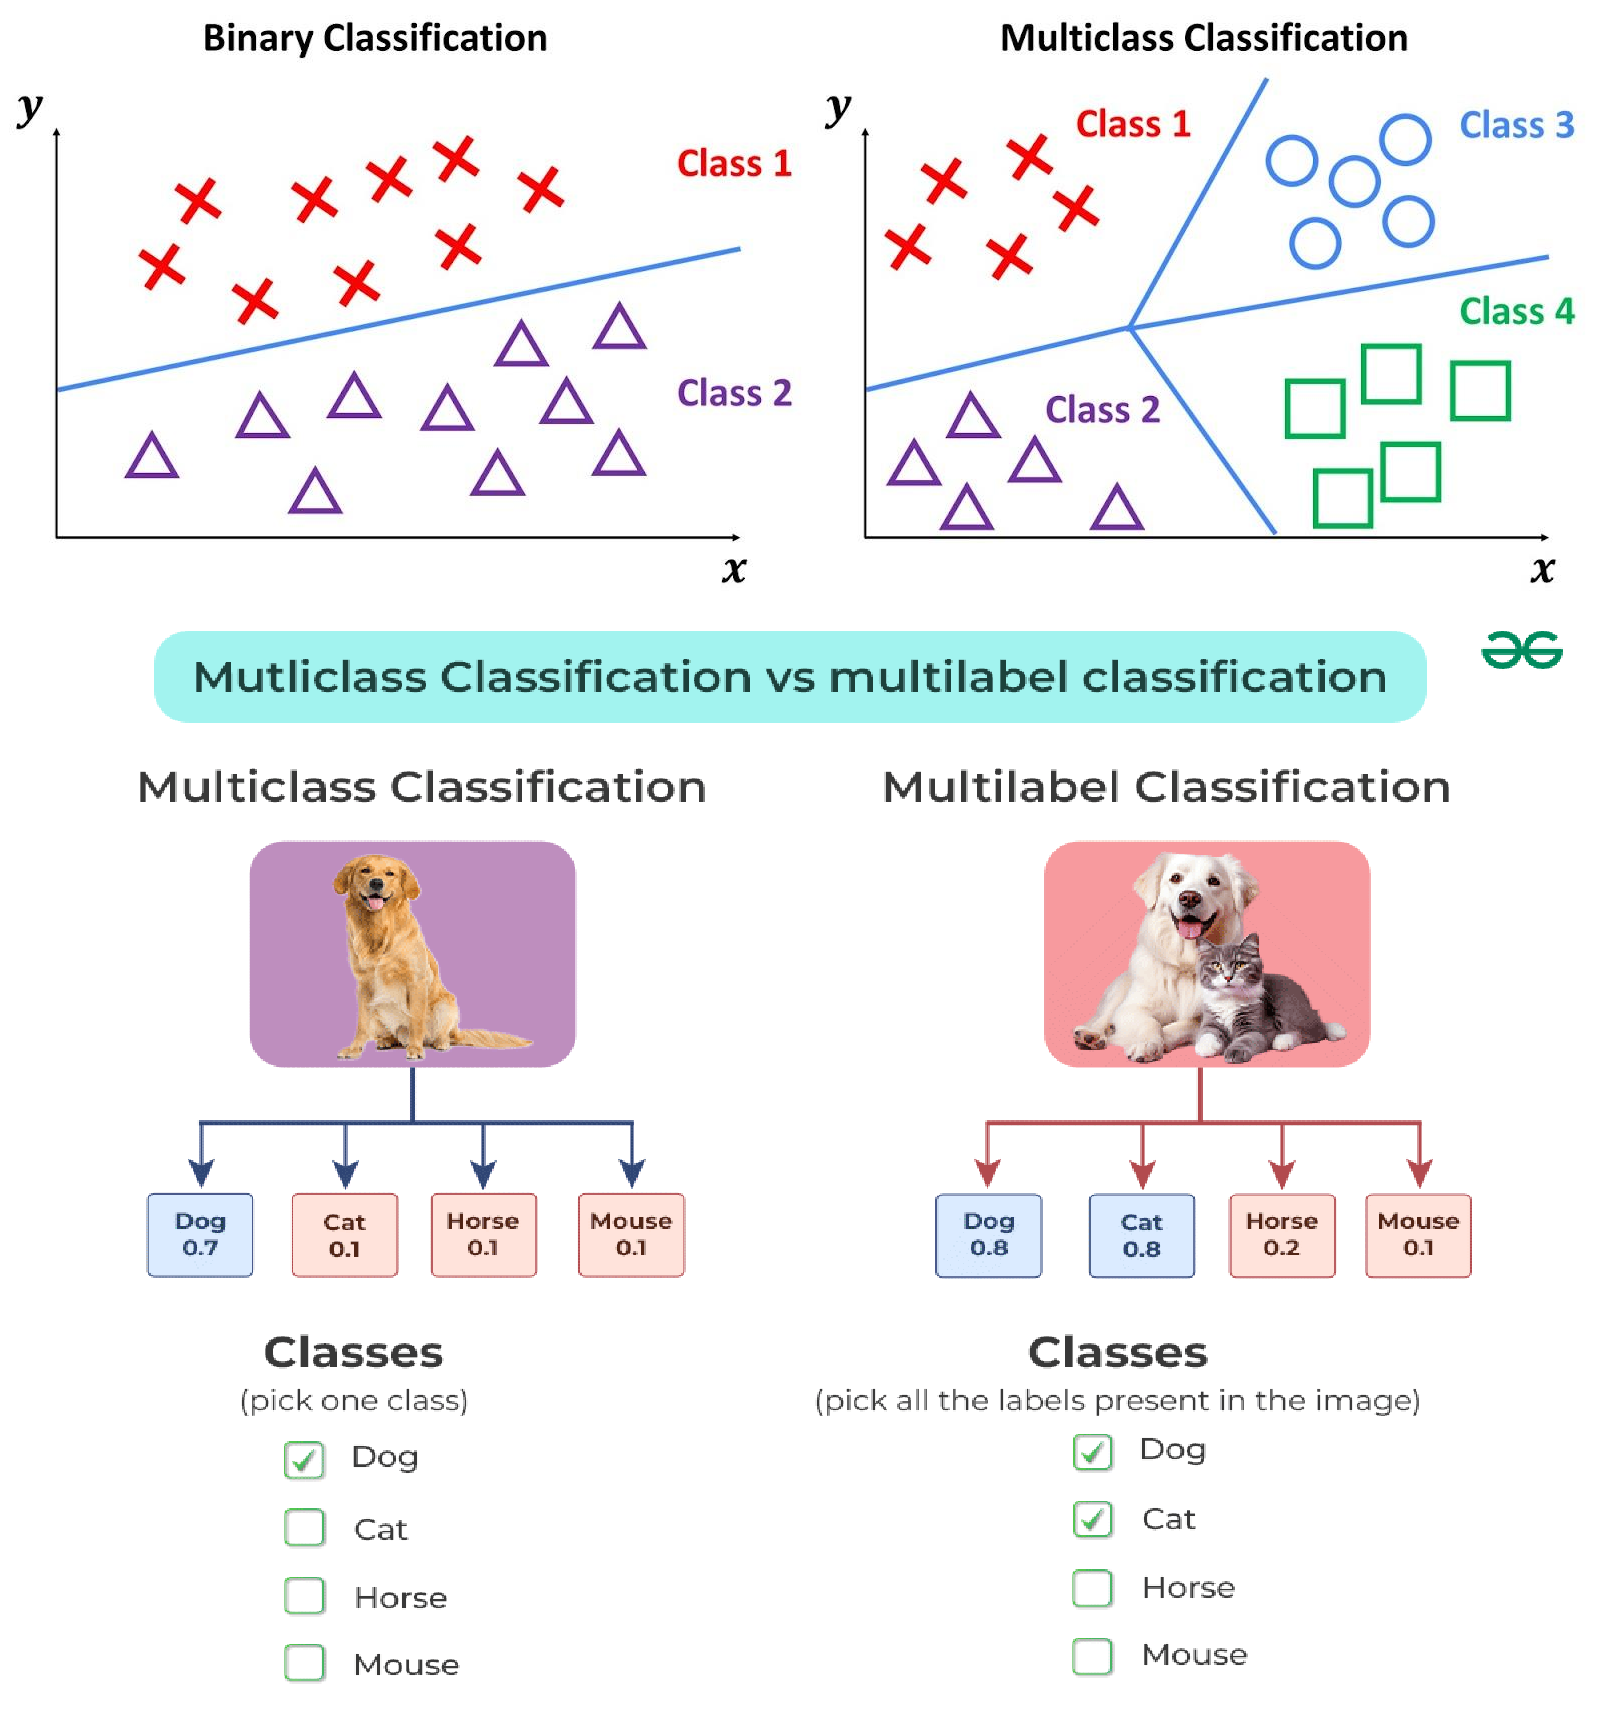 Binary Classification
y
Class 1
Class 2
x
Multiclass Classification
y
Class 1
Class 3
Class 4
Class 2
x
Mutliclass Classification vs multilabel classification
Multiclass Classification
Dog
0.7
Cat
0.1
Horse
0.1
Mouse
0.1
Classes
(pick one class)
Dog
Cat
Horse
Mouse
Multilabel Classification
Dog
0.8
Cat
0.8
Horse
0.2
Mouse
0.1
Classes
(pick all the labels present in the image)
Dog
Cat
Horse
Mouse